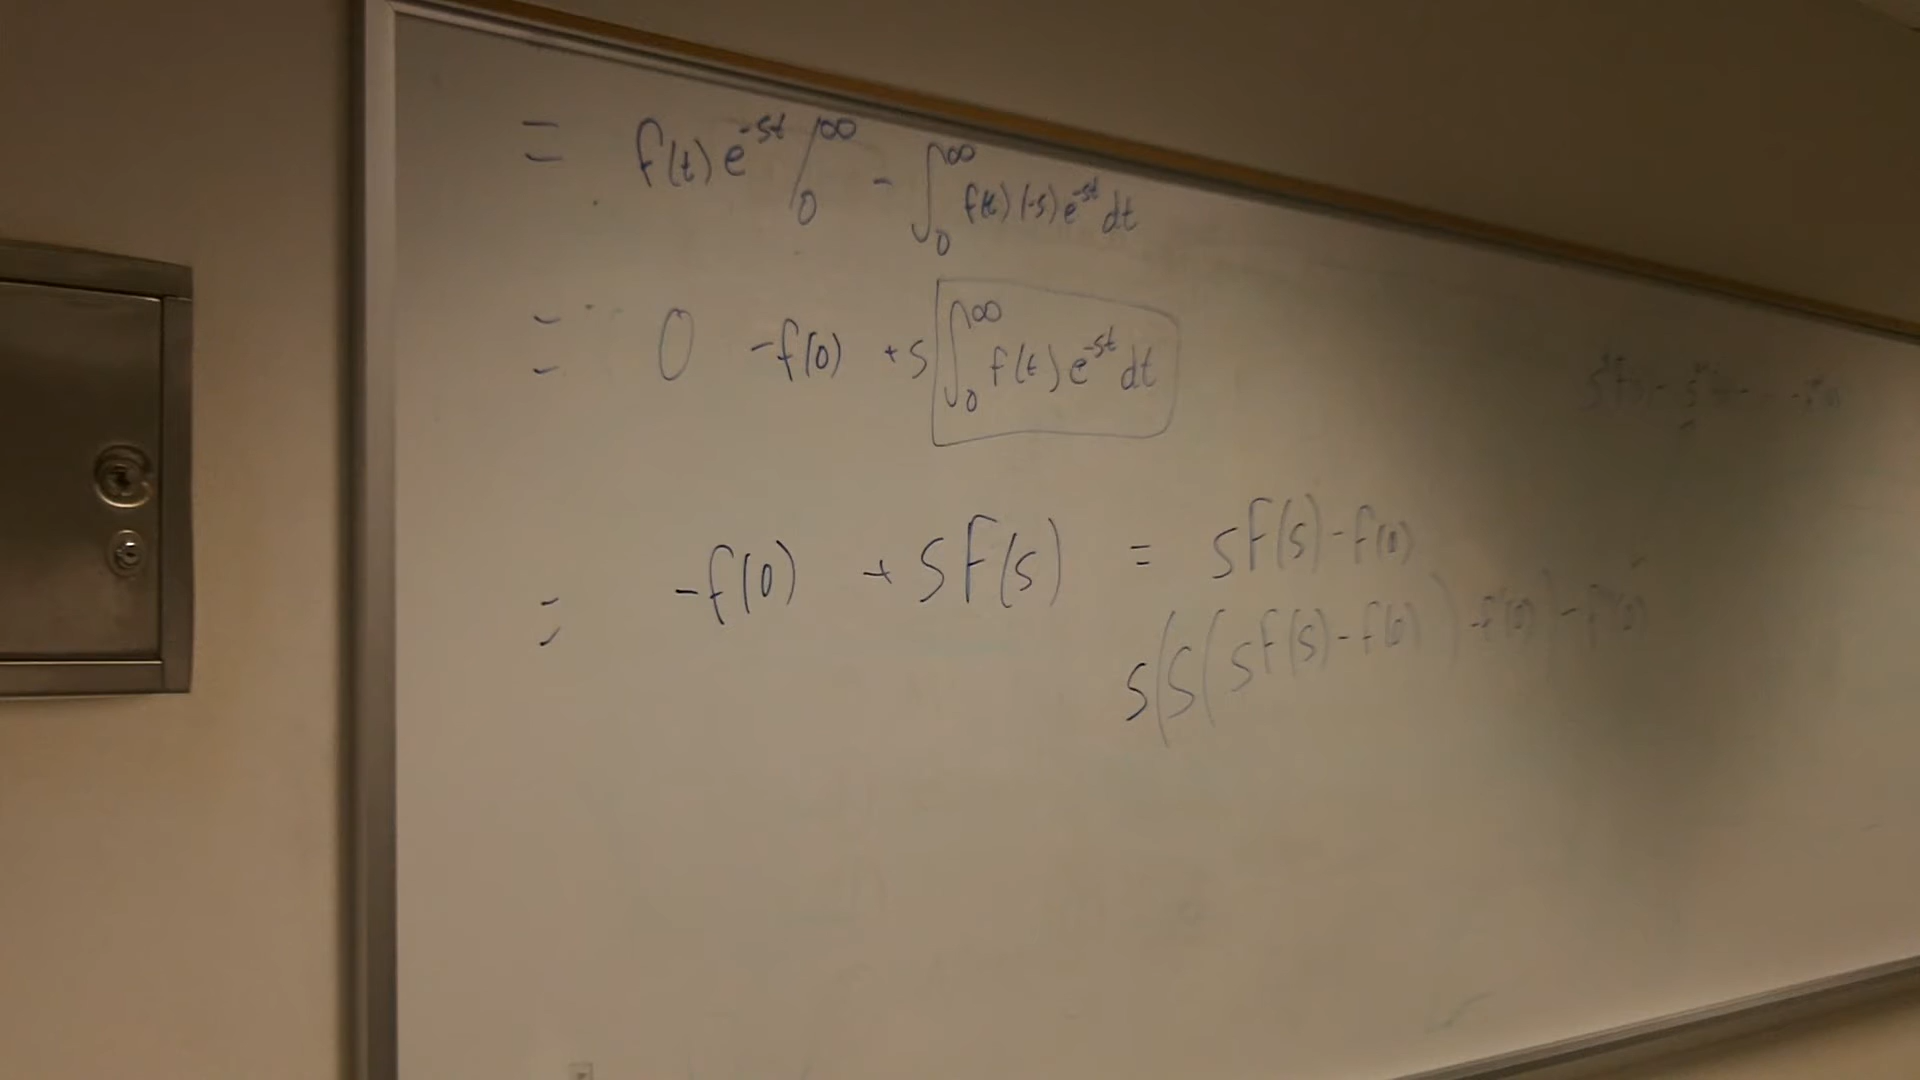 = f(t) e^{-st} /_0^∞ - ∫_0^∞ f(t) (-s) e^{-st} dt
= 0 -f(0) +s ∫_0^∞ f(t) e^{-st} dt
= -f(0) + sF(s) = sF(s) - f(0)
s(s(sF(s) - f(0)) - f'(0)) - f''(0)